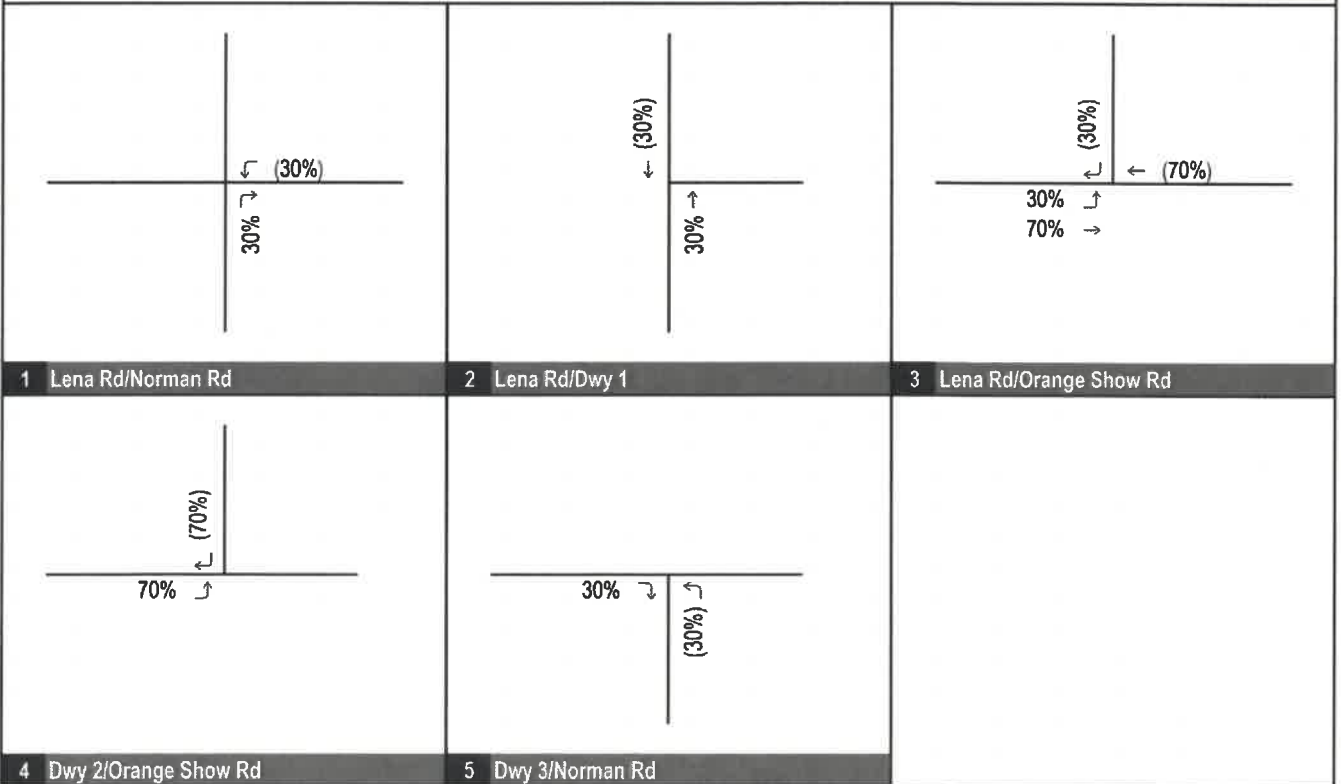 (30%)
30%
1 Lena Rd/Norman Rd
(30%)
30%
2 Lena Rd/Dwy 1
(30%)
(70%)
30%
70%
3 Lena Rd/Orange Show Rd
(70%)
70%
4 Dwy 2/Orange Show Rd
30%
(30%)
5 Dwy 3/Norman Rd